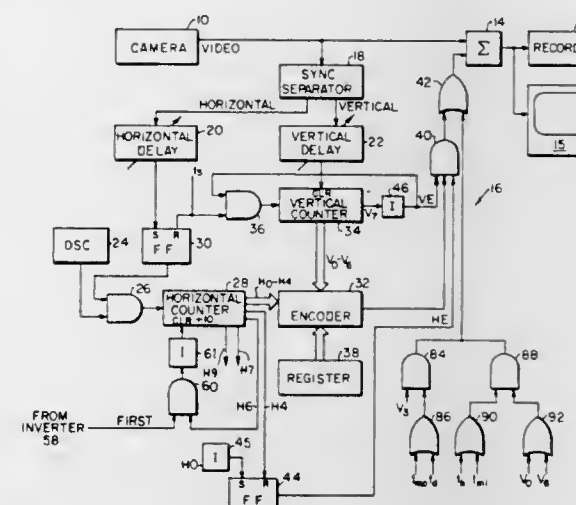 10
CAMERA
VIDEO
14
Σ
RECORD
18
SYNC
SEPARATOR
42
HORIZONTAL
VERTICAL
20
HORIZONTAL
DELAY
VERTICAL
DELAY
22
15
40
16
CLR
VERTICAL
COUNTER
34
36
46
I
VE
V7
DSC
24
S R
FF
30
26
28
HORIZONTAL
COUNTER
CLR ÷10
H0-H4
V0-V6
32
ENCODER
HE
I
61
H9
H7
REGISTER
38
60
84
88
H6
H4
V3
FROM
INVERTER
58
FIRST
86
90
92
45
I
H0
S R
FF
44
V0 V6